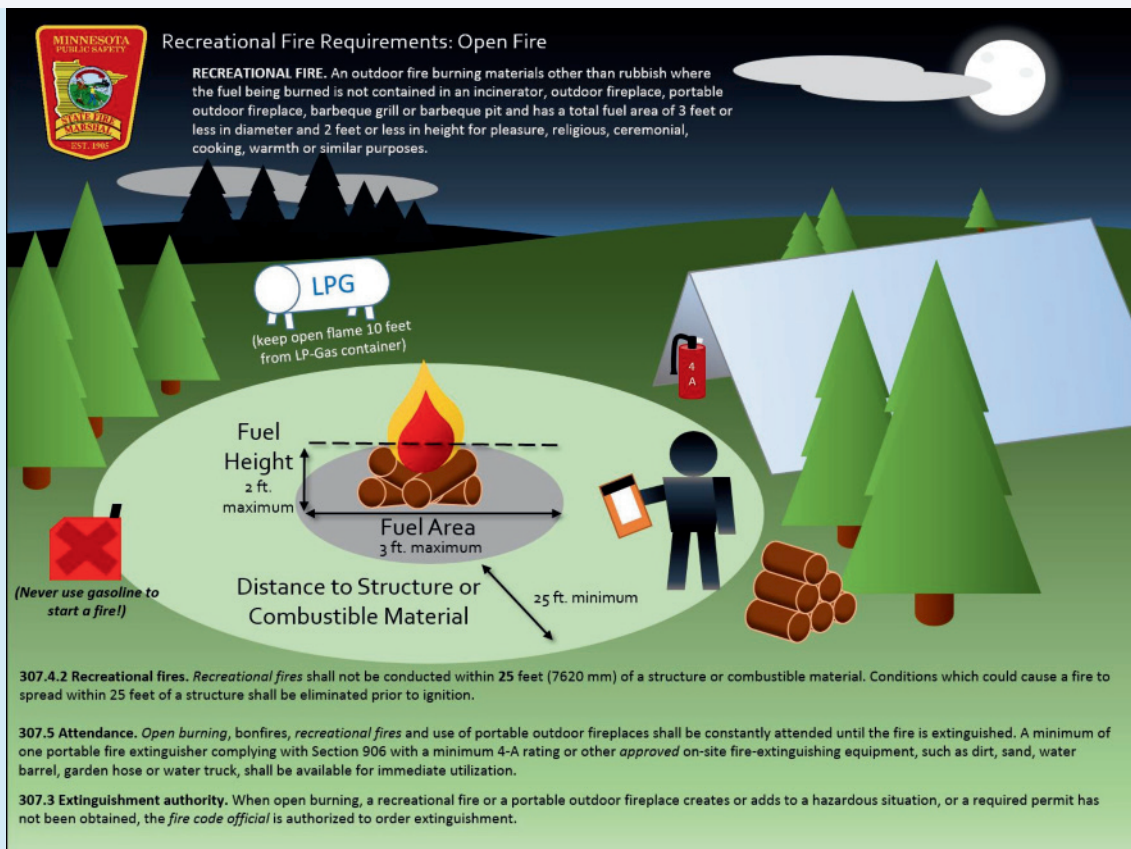 MINNESOTA
PUBLIC SAFETY
STATE FIRE
MARSHAL
EST. 1905
Recreational Fire Requirements: Open Fire
RECREATIONAL FIRE. An outdoor fire burning materials other than rubbish where
the fuel being burned is not contained in an incinerator, outdoor fireplace, portable
outdoor fireplace, barbeque grill or barbeque pit and has a total fuel area of 3 feet or
less in diameter and 2 feet or less in height for pleasure, religious, ceremonial,
cooking, warmth or similar purposes.
LPG
(keep open flame 10 feet
from LP-Gas container)
4
A
Fuel
Height
2 ft.
maximum
Fuel Area
3 ft. maximum
(Never use gasoline to
start a fire!)
Distance to Structure or
Combustible Material
25 ft. minimum
307.4.2 Recreational fires. Recreational fires shall not be conducted within 25 feet (7620 mm) of a structure or combustible material. Conditions which could cause a fire to
spread within 25 feet of a structure shall be eliminated prior to ignition.
307.5 Attendance. Open burning, bonfires, recreational fires and use of portable outdoor fireplaces shall be constantly attended until the fire is extinguished. A minimum of
one portable fire extinguisher complying with Section 906 with a minimum 4-A rating or other approved on-site fire-extinguishing equipment, such as dirt, sand, water
barrel, garden hose or water truck, shall be available for immediate utilization.
307.3 Extinguishment authority. When open burning, a recreational fire or a portable outdoor fireplace creates or adds to a hazardous situation, or a required permit has
not been obtained, the fire code official is authorized to order extinguishment.